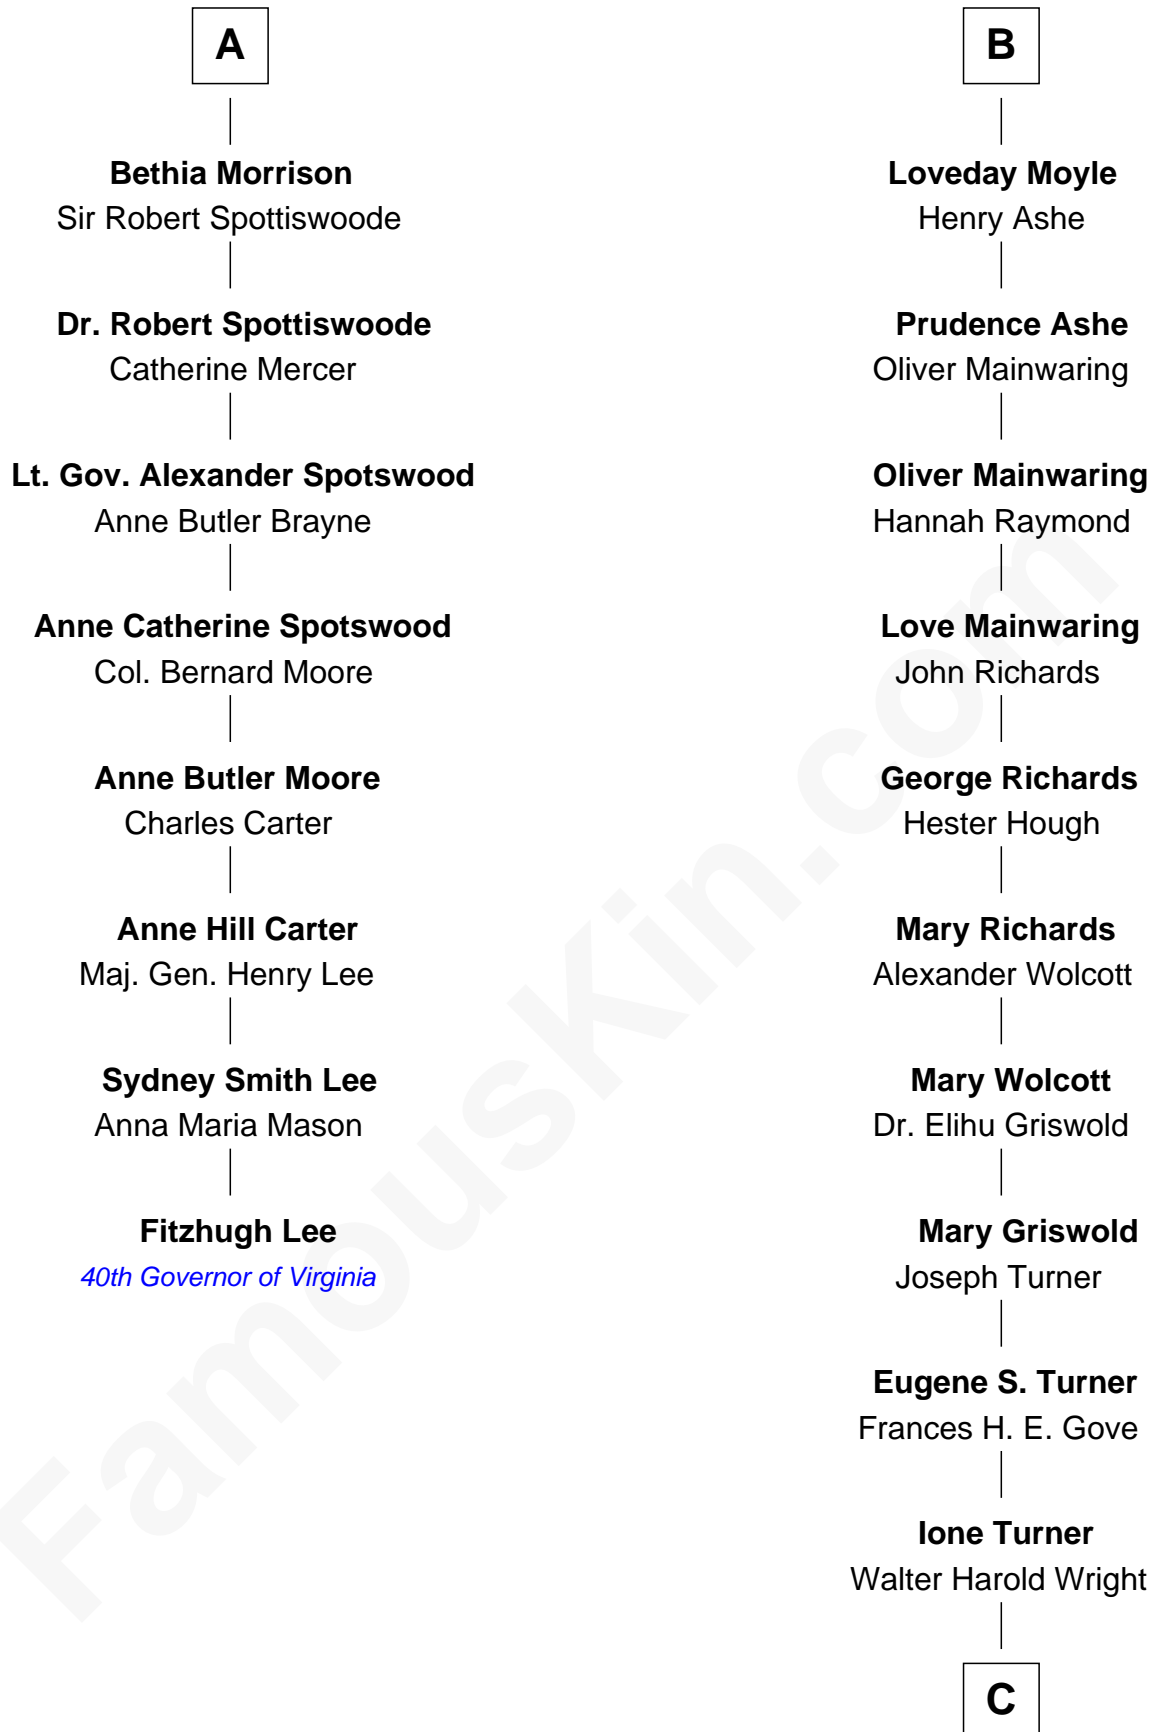 A
Bethia Morrison
Sir Robert Spottiswoode
Dr. Robert Spottiswoode
Catherine Mercer
Lt. Gov. Alexander Spotswood
Anne Butler Brayne
Anne Catherine Spotswood
Col. Bernard Moore
Anne Butler Moore
Charles Carter
Anne Hill Carter
Maj. Gen. Henry Lee
Sydney Smith Lee
Anna Maria Mason
Fitzhugh Lee
40th Governor of Virginia
B
Loveday Moyle
Henry Ashe
Prudence Ashe
Oliver Mainwaring
Oliver Mainwaring
Hannah Raymond
Love Mainwaring
John Richards
George Richards
Hester Hough
Mary Richards
Alexander Wolcott
Mary Wolcott
Dr. Elihu Griswold
Mary Griswold
Joseph Turner
Eugene S. Turner
Frances H. E. Gove
Ione Turner
Walter Harold Wright
C
FamousKin.com